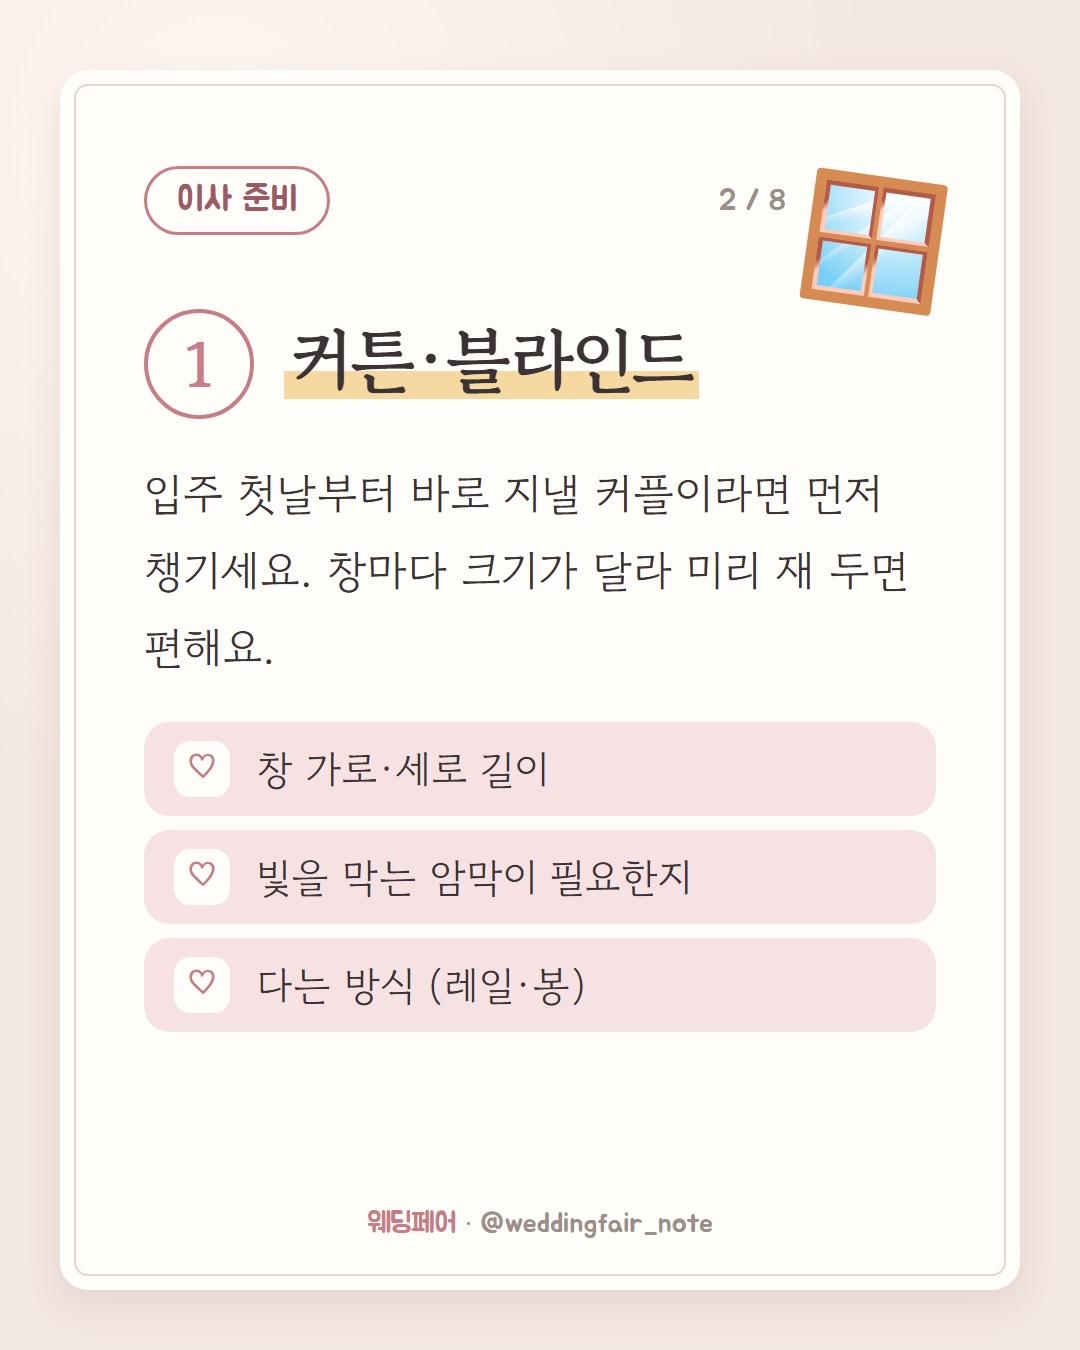 이사 준비
2 / 8
1
커튼·블라인드
입주 첫날부터 바로 지낼 커플이라면 먼저
챙기세요. 창마다 크기가 달라 미리 재 두면
편해요.
창 가로·세로 길이
빛을 막는 암막이 필요한지
다는 방식 (레일·봉)
웨딩페어 · @weddingfair_note